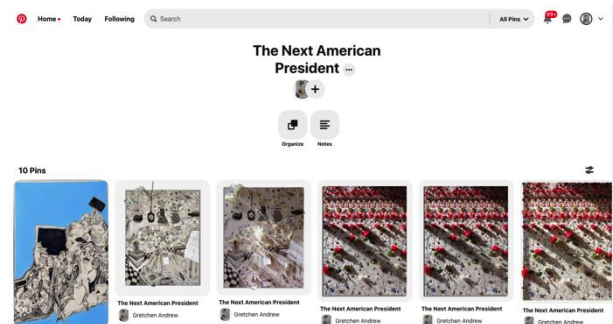 Home
Today
Following
Search
All Pins
The Next American
President
Organize
Notes
10 Pins
The Next American President
Gretchen Andrew
The Next American President
Gretchen Andrew
The Next American President
Gretchen Andrew
The Next American President
Gretchen Andrew
The Next American President
Gretchen Andrew